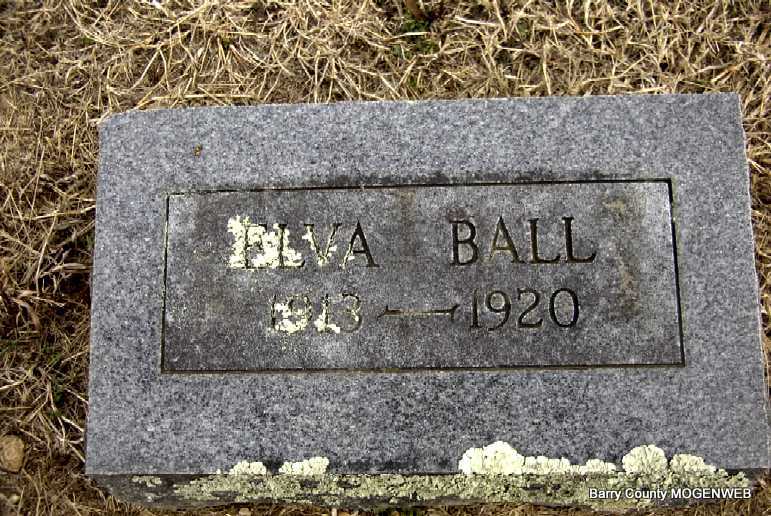 ELVA BALL
1913 — 1920
Barry County MOGENWEB